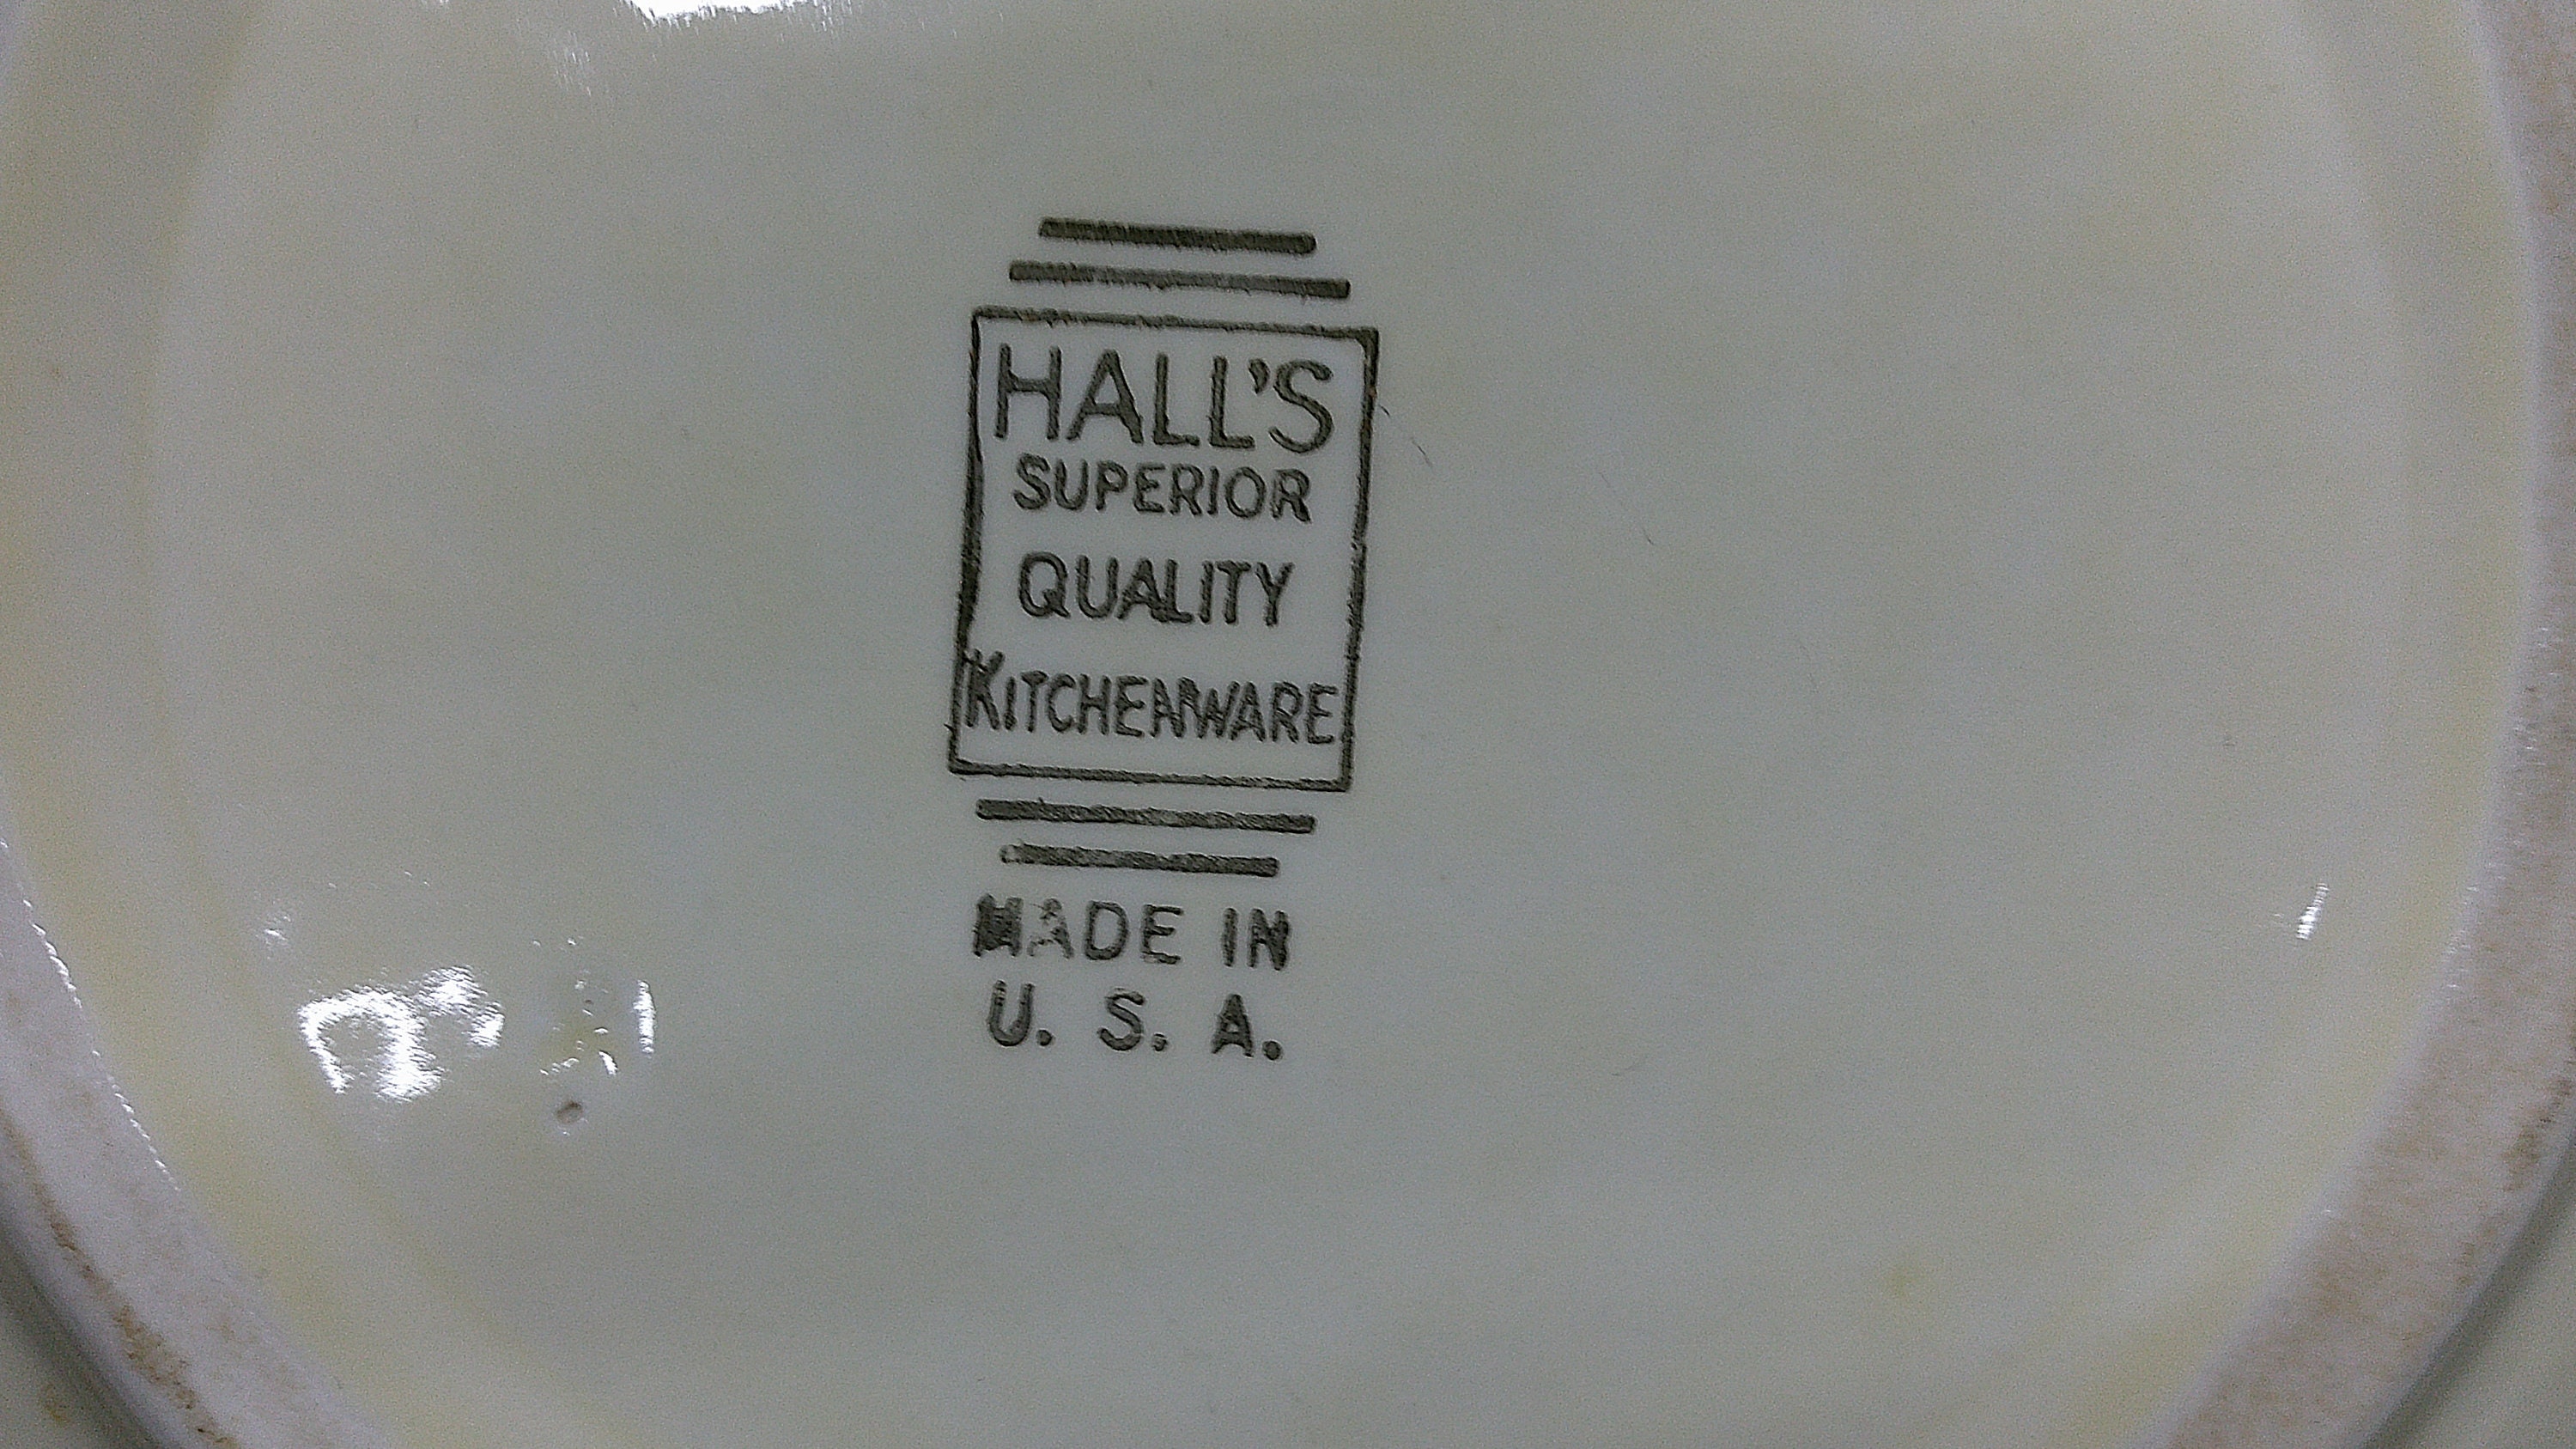 HALL'S
SUPERIOR
QUALITY
KITCHENWARE
MADE IN
U. S. A.